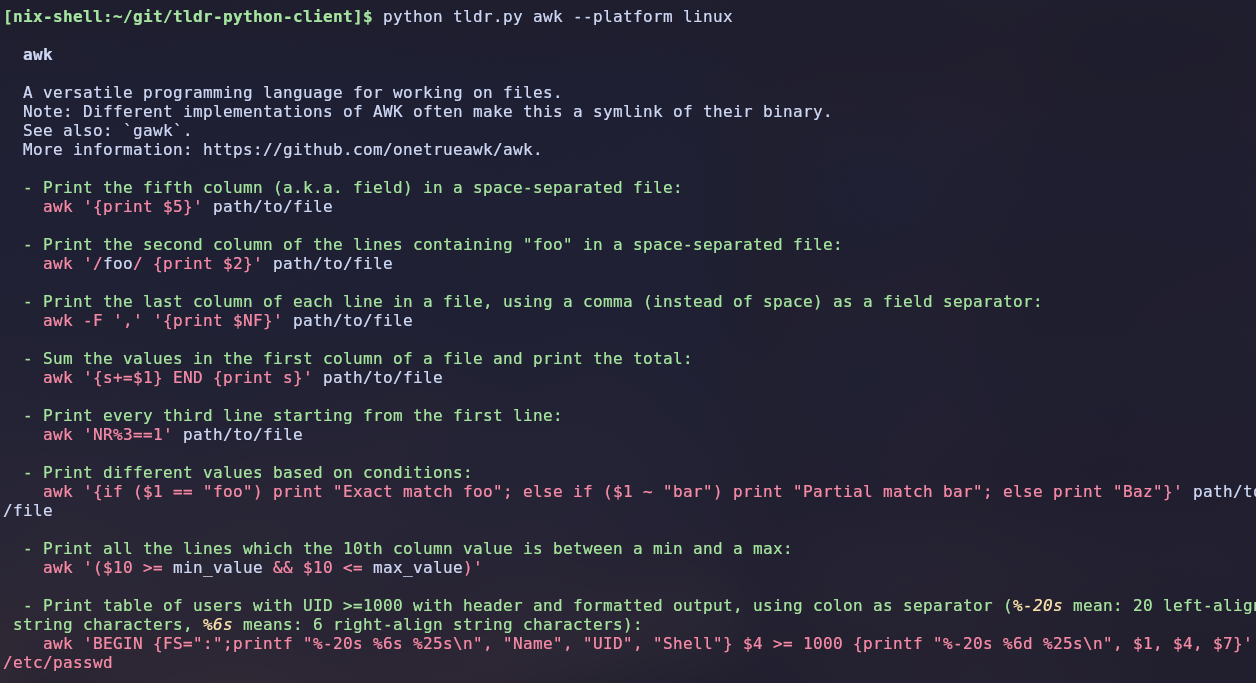 [nix-shell:~/git/tldr-python-client]$ python tldr.py awk --platform linux
awk
A versatile programming language for working on files.
Note: Different implementations of AWK often make this a symlink of their binary.
See also: `gawk`.
More information: https://github.com/onetrueawk/awk.
- Print the fifth column (a.k.a. field) in a space-separated file:
awk '{print $5}' path/to/file
- Print the second column of the lines containing "foo" in a space-separated file:
awk '/foo/ {print $2}' path/to/file
- Print the last column of each line in a file, using a comma (instead of space) as a field separator:
awk -F ',' '{print $NF}' path/to/file
- Sum the values in the first column of a file and print the total:
awk '{s+=$1} END {print s}' path/to/file
- Print every third line starting from the first line:
awk 'NR%3==1' path/to/file
- Print different values based on conditions:
awk '{if ($1 == "foo") print "Exact match foo"; else if ($1 ~ "bar") print "Partial match bar"; else print "Baz"}' path/to
/file
- Print all the lines which the 10th column value is between a min and a max:
awk '($10 >= min_value && $10 <= max_value)'
- Print table of users with UID >=1000 with header and formatted output, using colon as separator (%-20s mean: 20 left-align
string characters, %6s means: 6 right-align string characters):
awk 'BEGIN {FS=":";printf "%-20s %6s %25s\n", "Name", "UID", "Shell"} $4 >= 1000 {printf "%-20s %6d %25s\n", $1, $4, $7}'
/etc/passwd